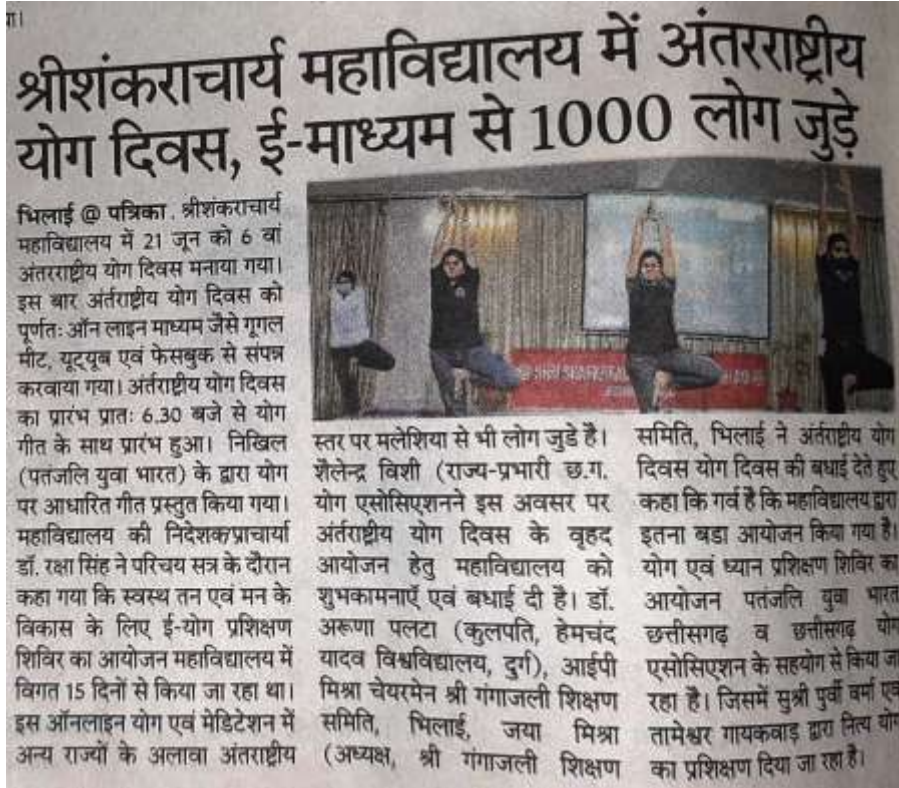 या।
श्रीशंकराचार्य महाविद्यालय में अंतरराष्ट्रीय
योग दिवस, ई-माध्यम से 1000 लोग जुड़े
भिलाई @ पत्रिका. श्रीशंकराचार्य
महाविद्यालय में 21 जून को 6 वां
अंतरराष्ट्रीय योग दिवस मनाया गया।
इस बार अंर्तराष्ट्रीय योग दिवस को
पूर्णतः ऑन लाइन माध्यम जैसे गूगल
मीट, यूट्यूब एवं फेसबुक से संपन्न
करवाया गया। अंर्तराष्ट्रीय योग दिवस
का प्रारंभ प्रातः 6.30 बजे से योग
गीत के साथ प्रारंभ हुआ। निखिल
(पतंजलि युवा भारत) के द्वारा योग
पर आधारित गीत प्रस्तुत किया गया।
महाविद्यालय की निदेशकप्राचार्या
डॉ. रक्षा सिंह ने परिचय सत्र के दौरान
कहा गया कि स्वस्थ तन एवं मन के
विकास के लिए ई-योग प्रशिक्षण
शिविर का आयोजन महाविद्यालय में
विगत 15 दिनों से किया जा रहा था।
इस ऑनलाइन योग एवं मेडिटेशन में
अन्य राज्यों के अलावा अंतराष्ट्रीय
स्तर पर मलेशिया से भी लोग जुडे है।
शैलेन्द्र विशी (राज्य-प्रभारी छ.ग.
योग एसोसिएशनने इस अवसर पर
अंर्तराष्ट्रीय योग दिवस के वृहद
आयोजन हेतु महाविद्यालय को
शुभकामनाएँ एवं बधाई दी है। डॉ.
अरूणा पलटा (कुलपति, हेमचंद
यादव विश्वविद्यालय, दुर्ग), आईपी
मिश्रा चेयरमेन श्री गंगाजली शिक्षण
समिति, भिलाई, जया मिश्रा
(अध्यक्ष, श्री गंगाजली शिक्षण
समिति, भिलाई ने अंर्तराष्ट्रीय योग
दिवस योग दिवस की बधाई देते हुए
कहा कि गर्व है कि महाविद्यालय द्वारा
इतना बडा आयोजन किया गया है।
योग एवं ध्यान प्रशिक्षण शिविर का
आयोजन पतंजलि युवा भारत
छत्तीसगढ़ व छत्तीसगढ़ योग
एसोसिएशन के सहयोग से किया जा
रहा है। जिसमें सुश्री पुर्वी वर्मा एवं
तामेश्वर गायकवाड़ द्वारा नित्य योग
का प्रशिक्षण दिया जा रहा है।